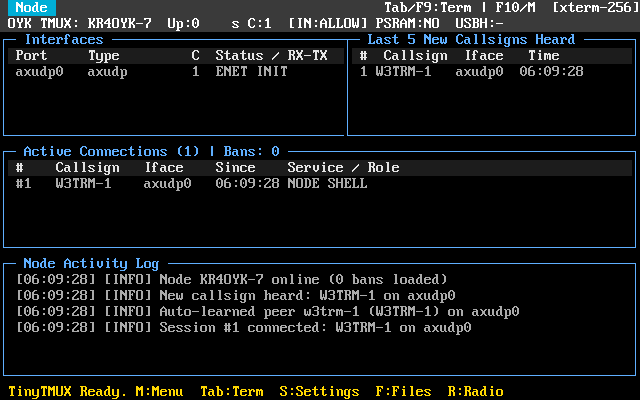 Node Tab/F9:Term | F10/M [xterm-256]
OYK TMUX: KR4OYK-7 Up:0 s C:1 [IN:ALLOW] PSRAM:NO USBH:-
Interfaces
Port Type C Status / RX-TX
axudp0 axudp 1 ENET INIT
Last 5 New Callsigns Heard
# Callsign Iface Time
1 W3TRM-1 axudp0 06:09:28
Active Connections (1) | Bans: 0
# Callsign Iface Since Service / Role
#1 W3TRM-1 axudp0 06:09:28 NODE SHELL
Node Activity Log
[06:09:28] [INFO] Node KR4OYK-7 online (0 bans loaded)
[06:09:28] [INFO] New callsign heard: W3TRM-1 on axudp0
[06:09:28] [INFO] Auto-learned peer w3trm-1 (W3TRM-1) on axudp0
[06:09:28] [INFO] Session #1 connected: W3TRM-1 on axudp0
TinyTMUX Ready. M:Menu Tab:Term S:Settings F:Files R:Radio